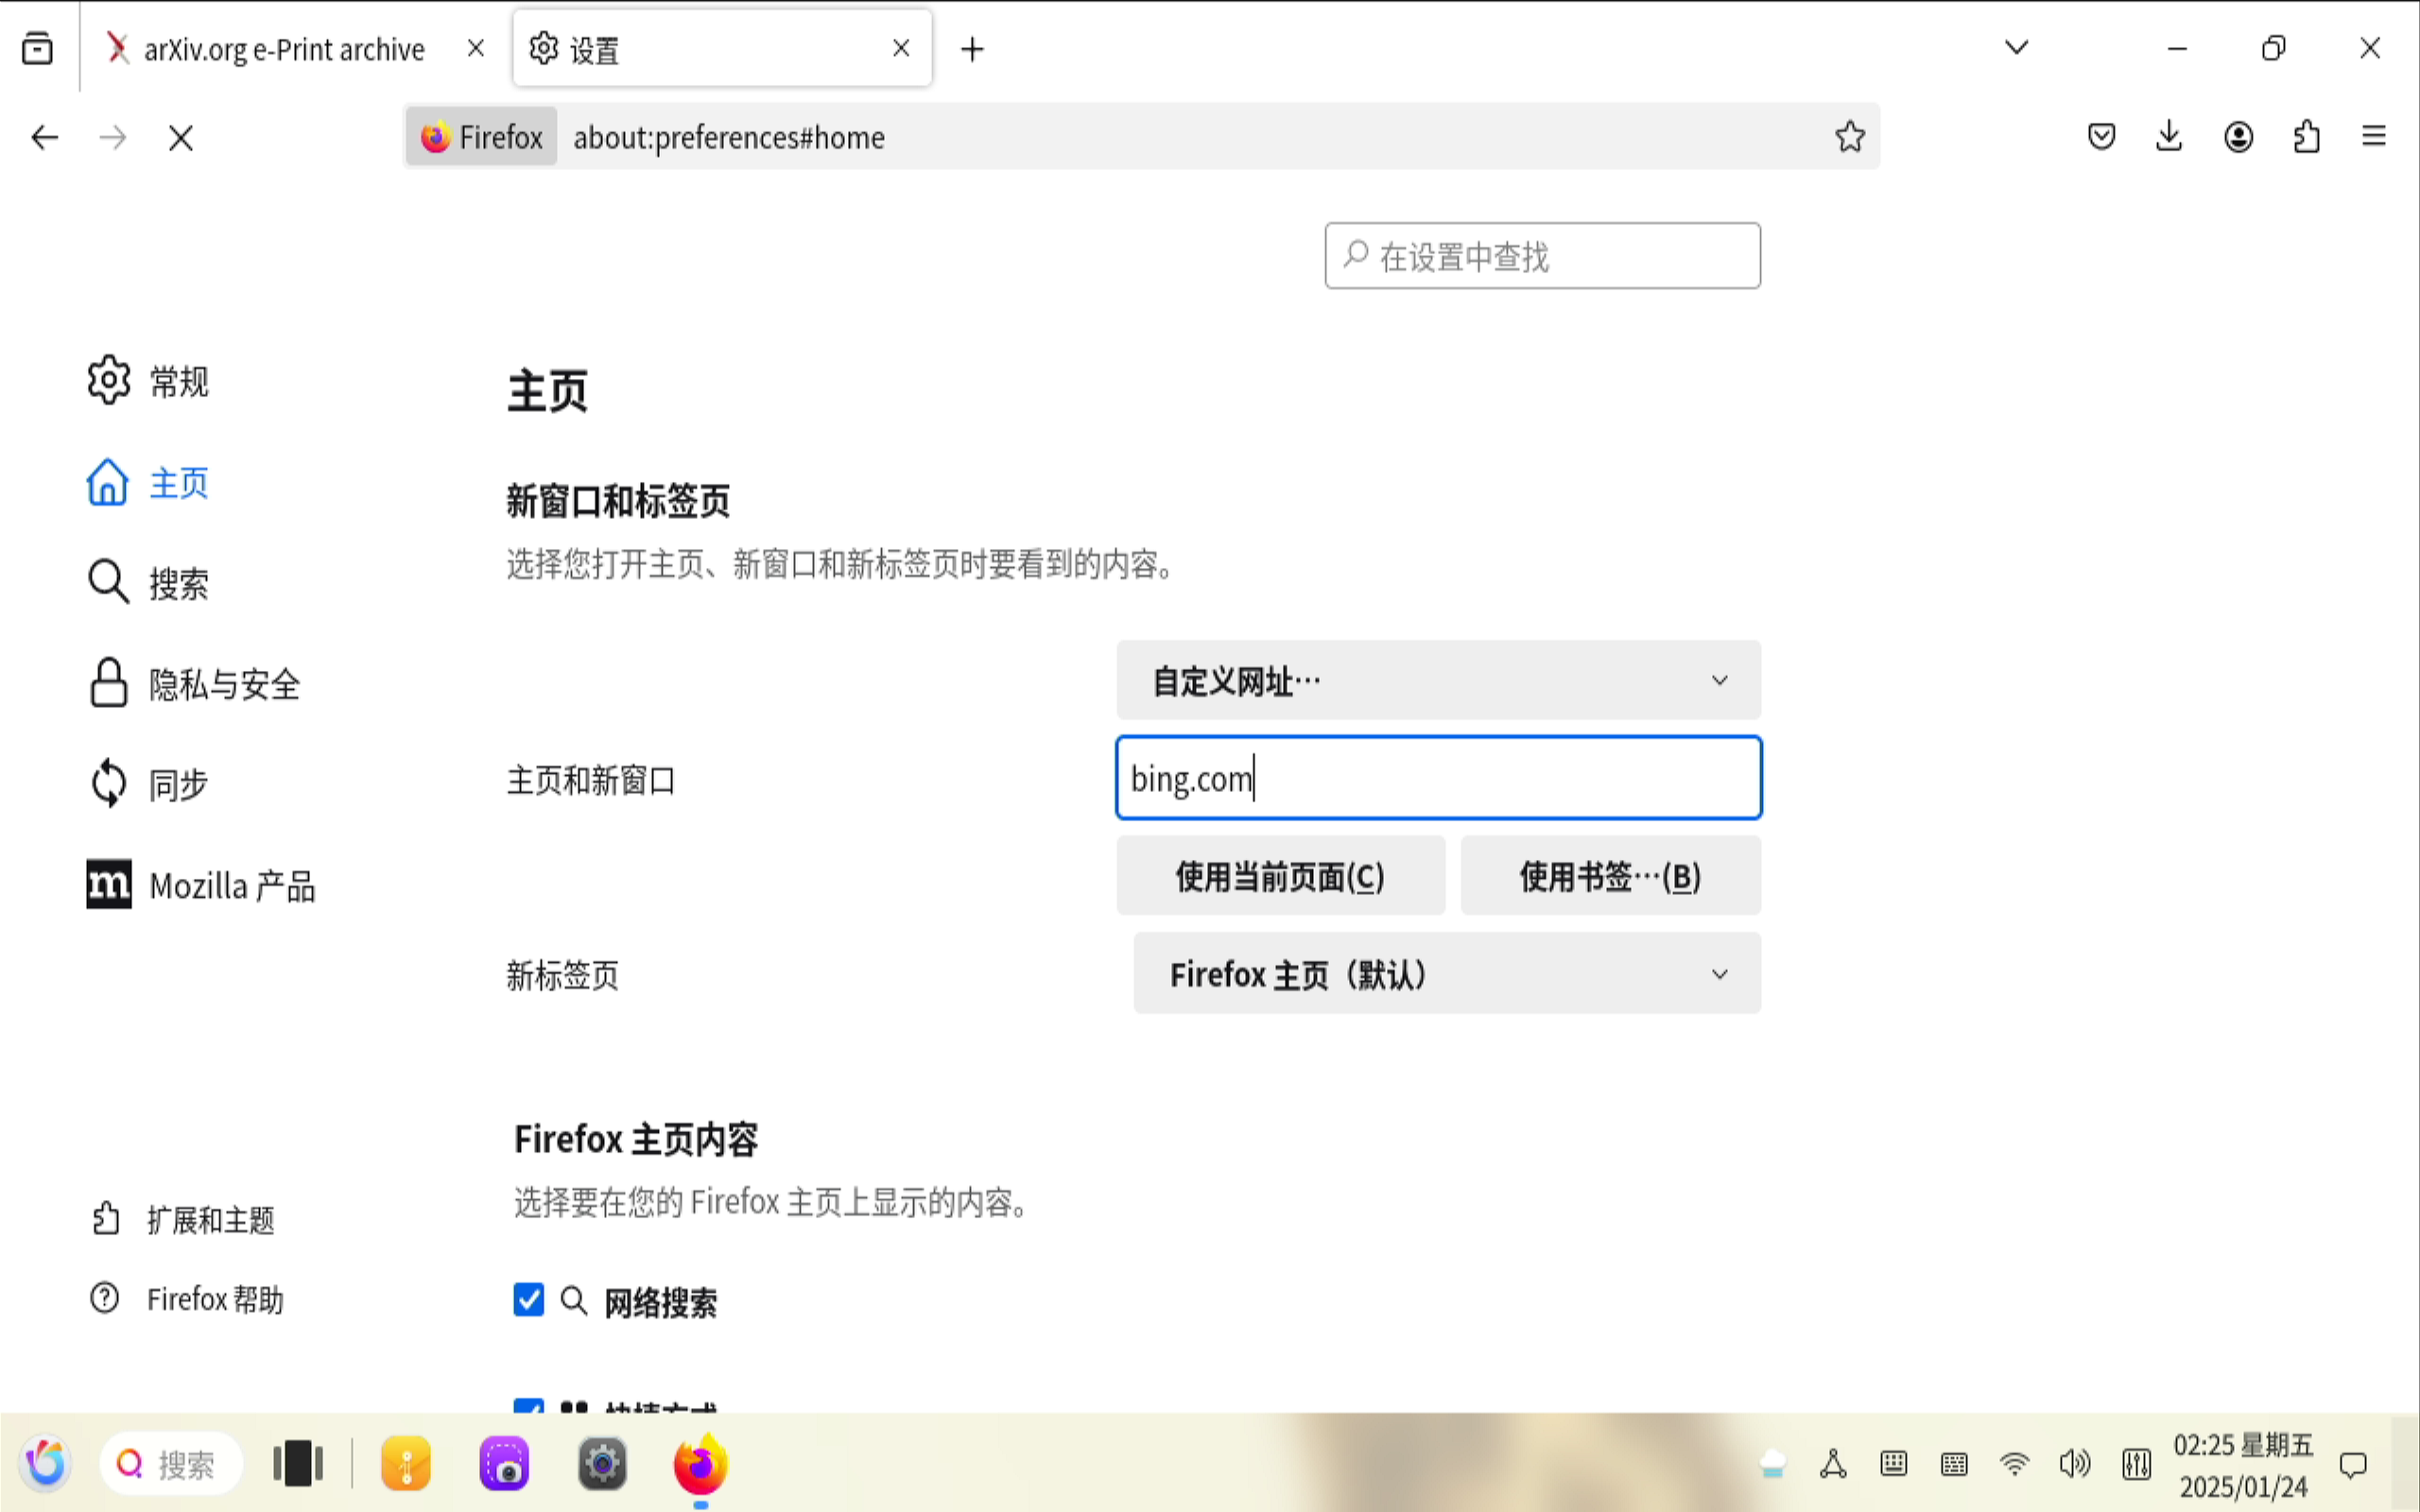 arXiv.org e-Print archive
设置
Firefox
about:preferences#home
在设置中查找
常规
主页
搜索
隐私与安全
同步
Mozilla 产品
扩展和主题
Firefox 帮助
主页
新窗口和标签页
选择您打开主页、新窗口和新标签页时要看到的内容。
自定义网址…
主页和新窗口
bing.com
使用当前页面(C)
使用书签…(B)
新标签页
Firefox 主页（默认）
Firefox 主页内容
选择要在您的 Firefox 主页上显示的内容。
网络搜索
快捷方式
搜索
02:25 星期五
2025/01/24